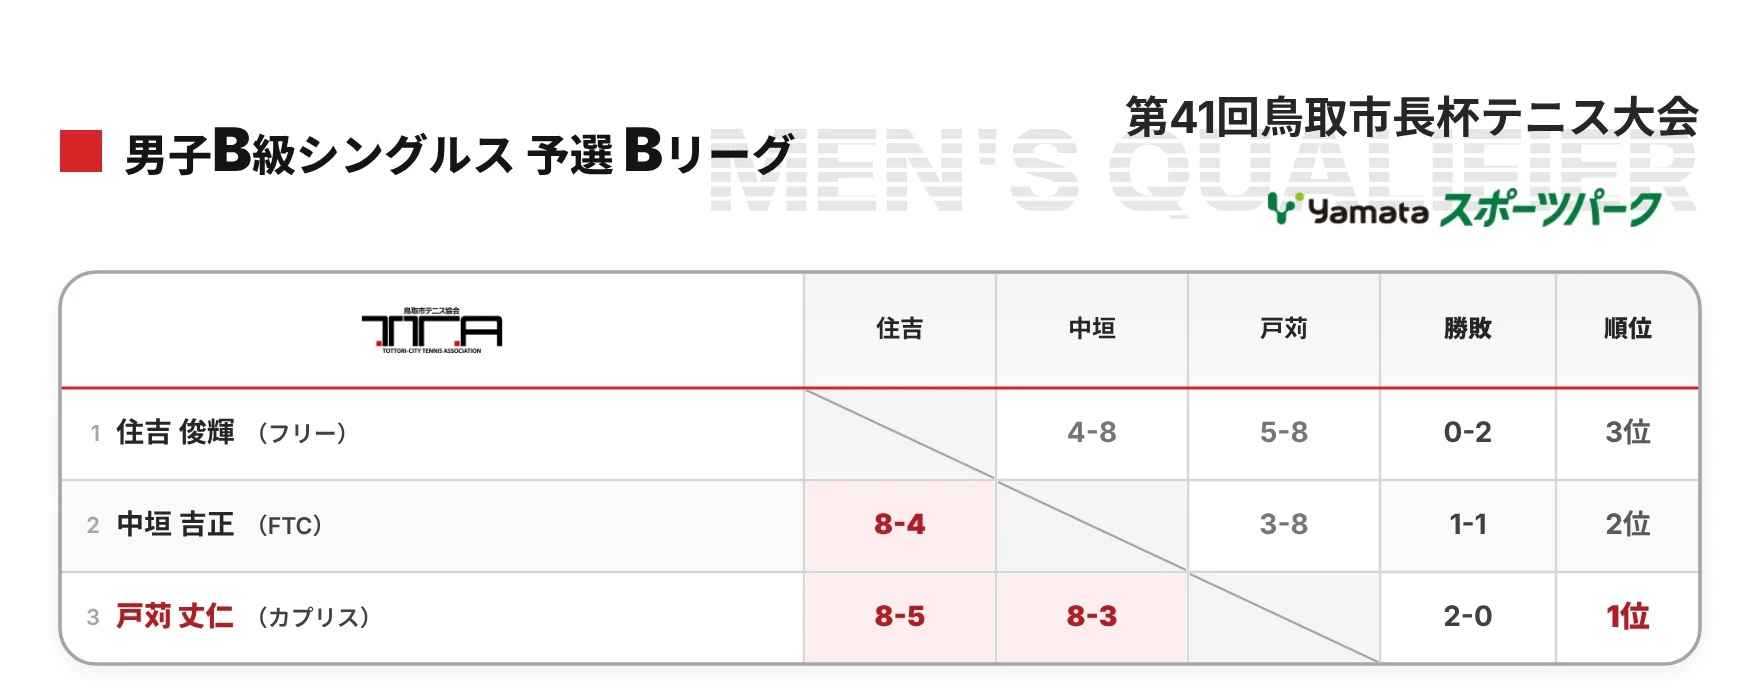 第41回鳥取市長杯テニス大会
男子B級シングルス 予選 Bリーグ
MEN'S QUALIFIER
Yamata スポーツパーク
鳥取市テニス協会
TTCA
TOTTORI-CITY TENNIS ASSOCIATION
住吉 中垣 戸苅 勝敗 順位
1 住吉 俊輝 （フリー） 4-8 5-8 0-2 3位
2 中垣 吉正 （FTC） 8-4 3-8 1-1 2位
3 戸苅 丈仁 （カプリス） 8-5 8-3 2-0 1位